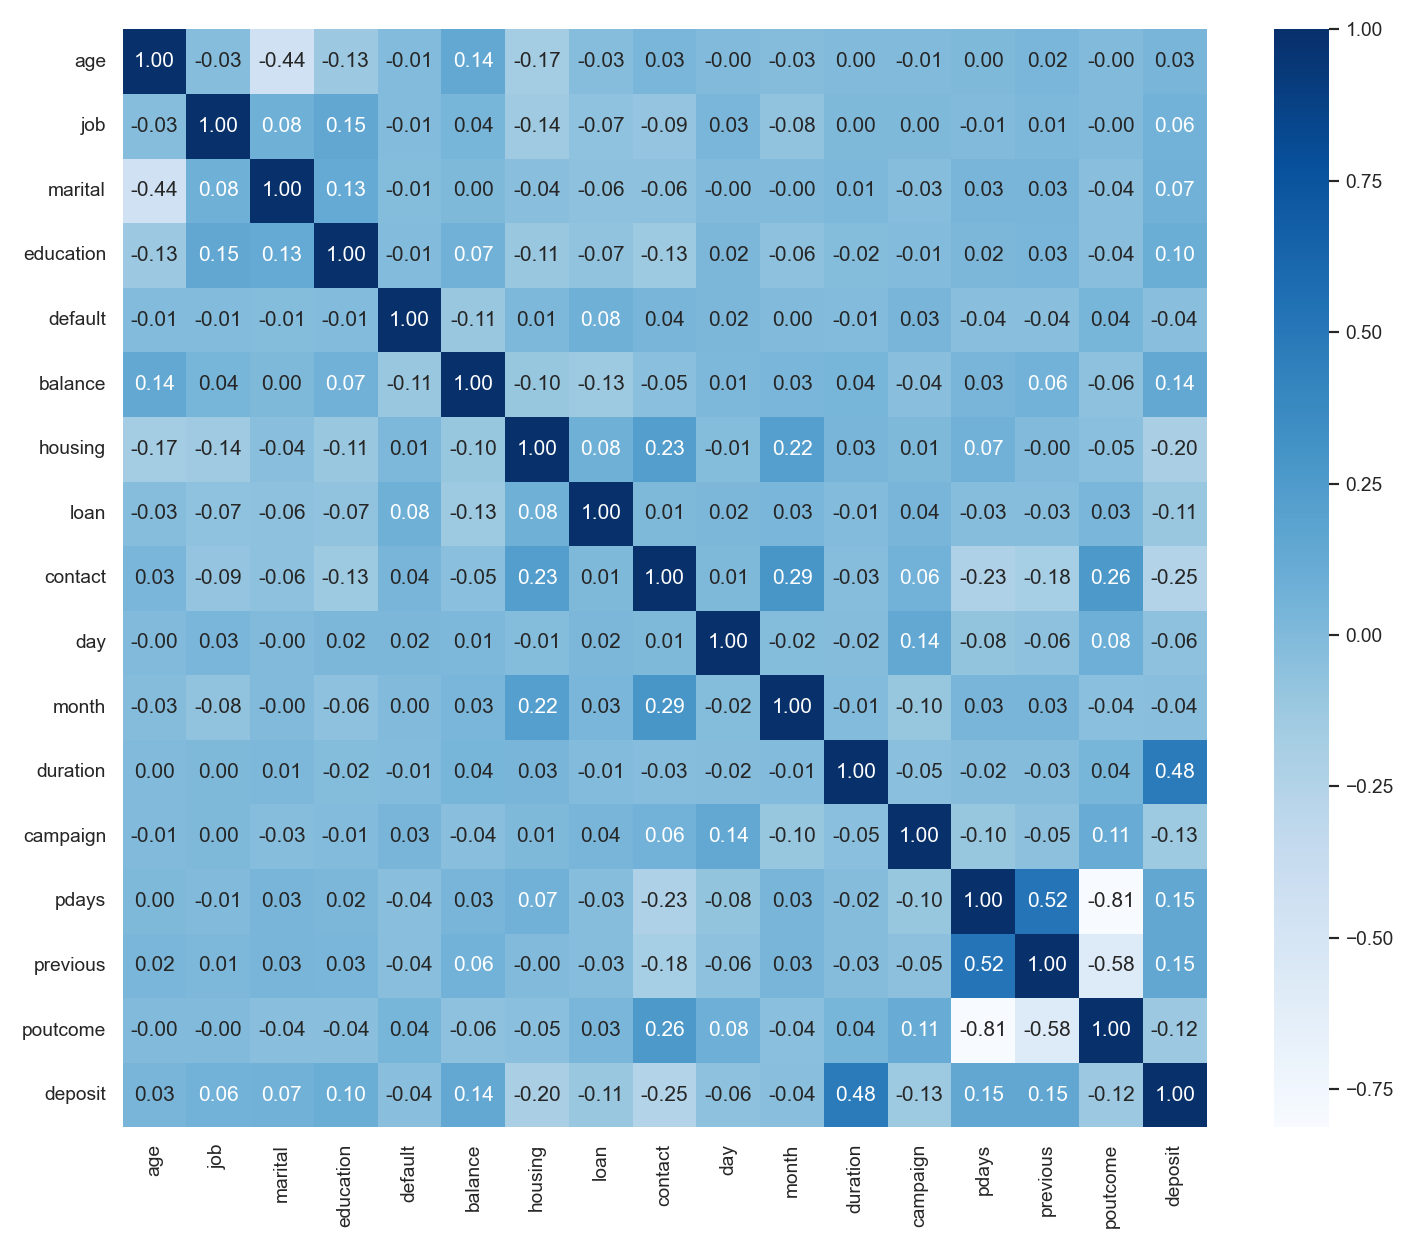 age 1.00 -0.03 -0.44 -0.13 -0.01 0.14 -0.17 -0.03 0.03 -0.00 -0.03 0.00 -0.01 0.00 0.02 -0.00 0.03
job -0.03 1.00 0.08 0.15 -0.01 0.04 -0.14 -0.07 -0.09 0.03 -0.08 0.00 0.00 -0.01 0.01 -0.00 0.06
marital -0.44 0.08 1.00 0.13 -0.01 0.00 -0.04 -0.06 -0.06 -0.00 -0.00 0.01 -0.03 0.03 0.03 -0.04 0.07
education -0.13 0.15 0.13 1.00 -0.01 0.07 -0.11 -0.07 -0.13 0.02 -0.06 -0.02 -0.01 0.02 0.03 -0.04 0.10
default -0.01 -0.01 -0.01 -0.01 1.00 -0.11 0.01 0.08 0.04 0.02 0.00 -0.01 0.03 -0.04 -0.04 0.04 -0.04
balance 0.14 0.04 0.00 0.07 -0.11 1.00 -0.10 -0.13 -0.05 0.01 0.03 0.04 -0.04 0.03 0.06 -0.06 0.14
housing -0.17 -0.14 -0.04 -0.11 0.01 -0.10 1.00 0.08 0.23 -0.01 0.22 0.03 0.01 0.07 -0.00 -0.05 -0.20
loan -0.03 -0.07 -0.06 -0.07 0.08 -0.13 0.08 1.00 0.01 0.02 0.03 -0.01 0.04 -0.03 -0.03 0.03 -0.11
contact 0.03 -0.09 -0.06 -0.13 0.04 -0.05 0.23 0.01 1.00 0.01 0.29 -0.03 0.06 -0.23 -0.18 0.26 -0.25
day -0.00 0.03 -0.00 0.02 0.02 0.01 -0.01 0.02 0.01 1.00 -0.02 -0.02 0.14 -0.08 -0.06 0.08 -0.06
month -0.03 -0.08 -0.00 -0.06 0.00 0.03 0.22 0.03 0.29 -0.02 1.00 -0.01 -0.10 0.03 0.03 -0.04 -0.04
duration 0.00 0.00 0.01 -0.02 -0.01 0.04 0.03 -0.01 -0.03 -0.02 -0.01 1.00 -0.05 -0.02 -0.03 0.04 0.48
campaign -0.01 0.00 -0.03 -0.01 0.03 -0.04 0.01 0.04 0.06 0.14 -0.10 -0.05 1.00 -0.10 -0.05 0.11 -0.13
pdays 0.00 -0.01 0.03 0.02 -0.04 0.03 0.07 -0.03 -0.23 -0.08 0.03 -0.02 -0.10 1.00 0.52 -0.81 0.15
previous 0.02 0.01 0.03 0.03 -0.04 0.06 -0.00 -0.03 -0.18 -0.06 0.03 -0.03 -0.05 0.52 1.00 -0.58 0.15
poutcome -0.00 -0.00 -0.04 -0.04 0.04 -0.06 -0.05 0.03 0.26 0.08 -0.04 0.04 0.11 -0.81 -0.58 1.00 -0.12
deposit 0.03 0.06 0.07 0.10 -0.04 0.14 -0.20 -0.11 -0.25 -0.06 -0.04 0.48 -0.13 0.15 0.15 -0.12 1.00
age job marital education default balance housing loan contact day month duration campaign pdays previous poutcome deposit
1.00
0.75
0.50
0.25
0.00
−0.25
−0.50
−0.75